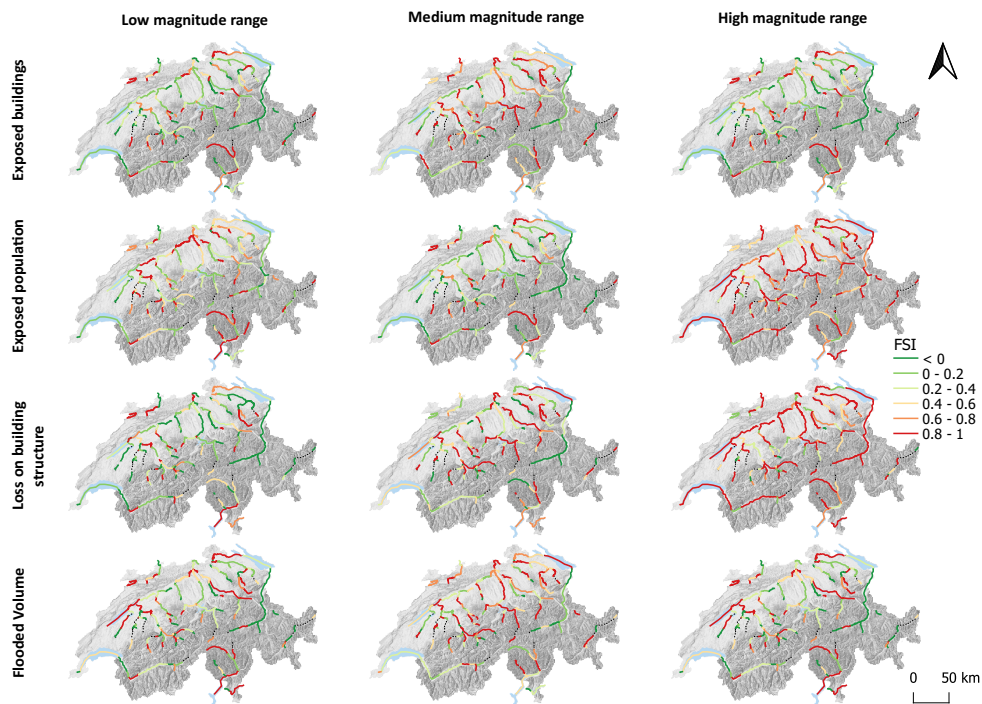 Low magnitude range
Medium magnitude range
High magnitude range
Exposed buildings
Exposed population
Loss on building
structure
Flooded Volume
FSI
< 0
0 - 0.2
0.2 - 0.4
0.4 - 0.6
0.6 - 0.8
0.8 - 1
0 50 km